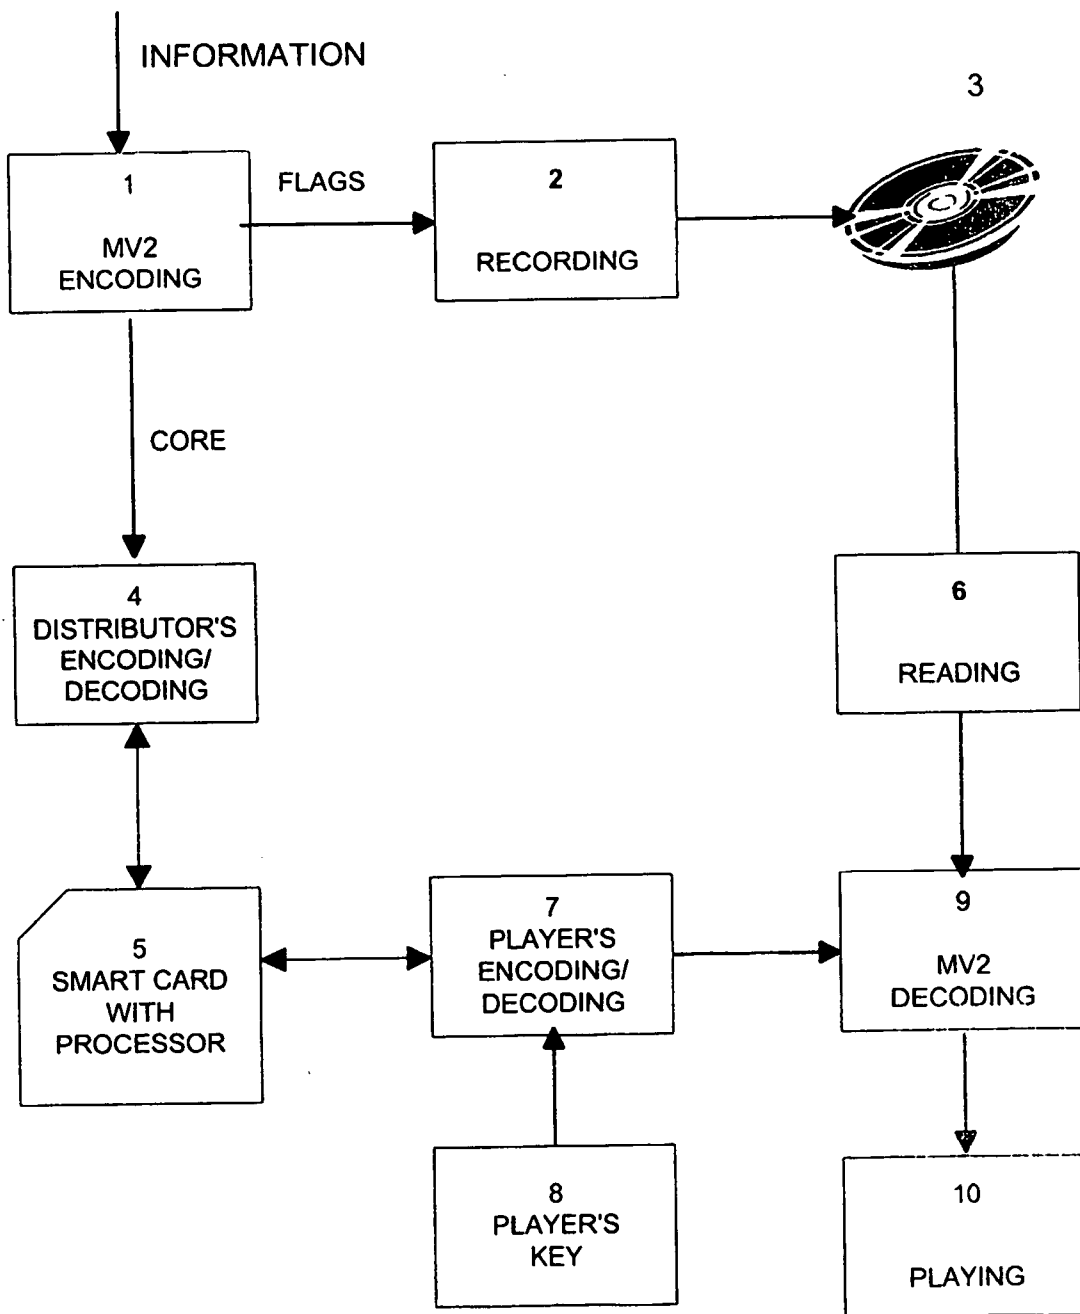 INFORMATION
3
1
MV2
ENCODING
FLAGS
2
RECORDING
CORE
4
DISTRIBUTOR'S
ENCODING/
DECODING
6
READING
5
SMART CARD
WITH
PROCESSOR
7
PLAYER'S
ENCODING/
DECODING
9
MV2
DECODING
8
PLAYER'S
KEY
10
PLAYING